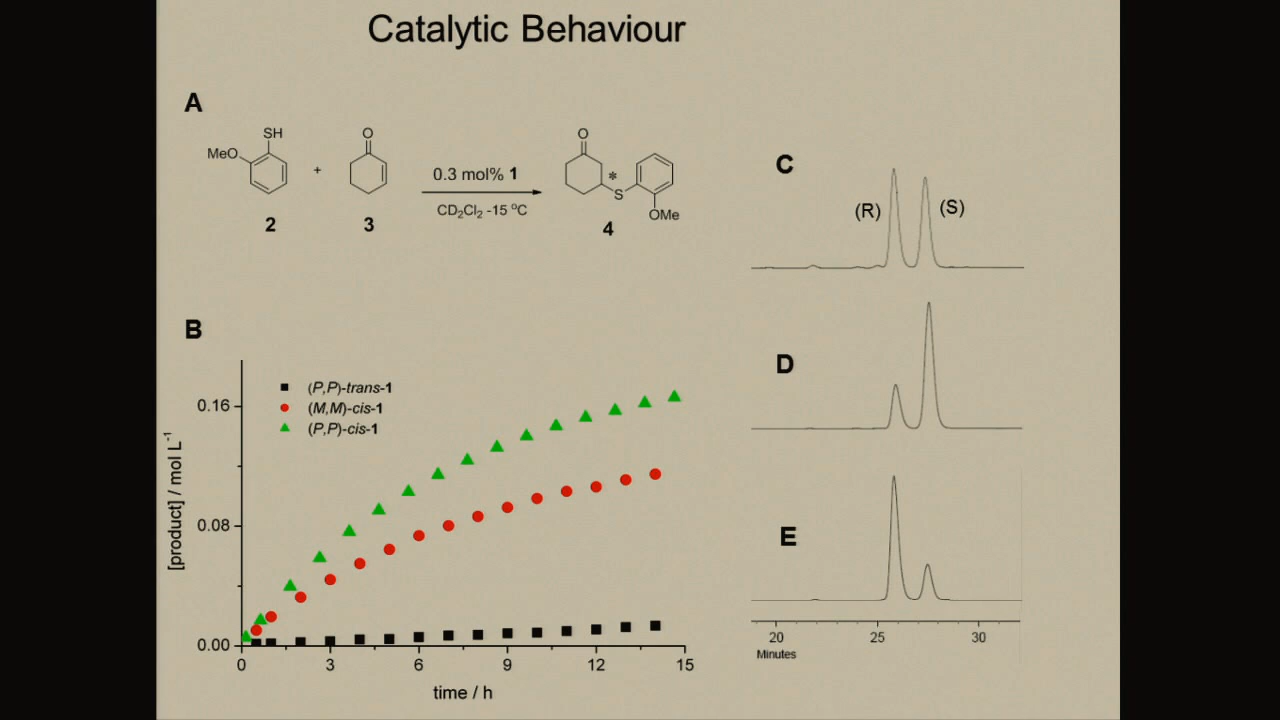 Catalytic Behaviour
A
SH
MeO
+
2
O
3
0.3 mol% 1
CD2Cl2 -15 ºC
O
*
S
OMe
4
B
(P,P)-trans-1
(M,M)-cis-1
(P,P)-cis-1
[product] / mol L-1
0.16
0.08
0.00
0 3 6 9 12 15
time / h
C
(R) (S)
D
E
20 25 30
Minutes